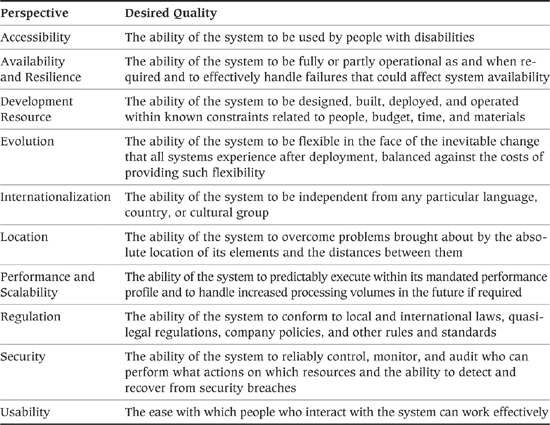 Perspective Desired Quality
Accessibility The ability of the system to be used by people with disabilities
Availability The ability of the system to be fully or partly operational as and when re-
and Resilience quired and to effectively handle failures that could affect system availability
Development The ability of the system to be designed, built, deployed, and operated
Resource within known constraints related to people, budget, time, and materials
Evolution The ability of the system to be flexible in the face of the inevitable change
that all systems experience after deployment, balanced against the costs of
providing such flexibility
Internationalization The ability of the system to be independent from any particular language,
country, or cultural group
Location The ability of the system to overcome problems brought about by the abso-
lute location of its elements and the distances between them
Performance and The ability of the system to predictably execute within its mandated performance
Scalability profile and to handle increased processing volumes in the future if required
Regulation The ability of the system to conform to local and international laws, quasi-
legal regulations, company policies, and other rules and standards
Security The ability of the system to reliably control, monitor, and audit who can
perform what actions on which resources and the ability to detect and
recover from security breaches
Usability The ease with which people who interact with the system can work effectively